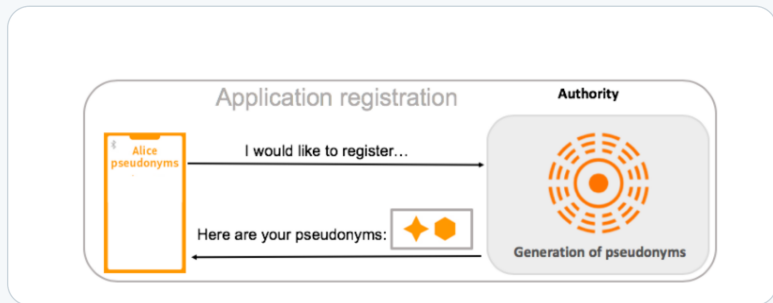 Application registration
Authority
Alice
pseudonyms
I would like to register...
Here are your pseudonyms:
Generation of pseudonyms